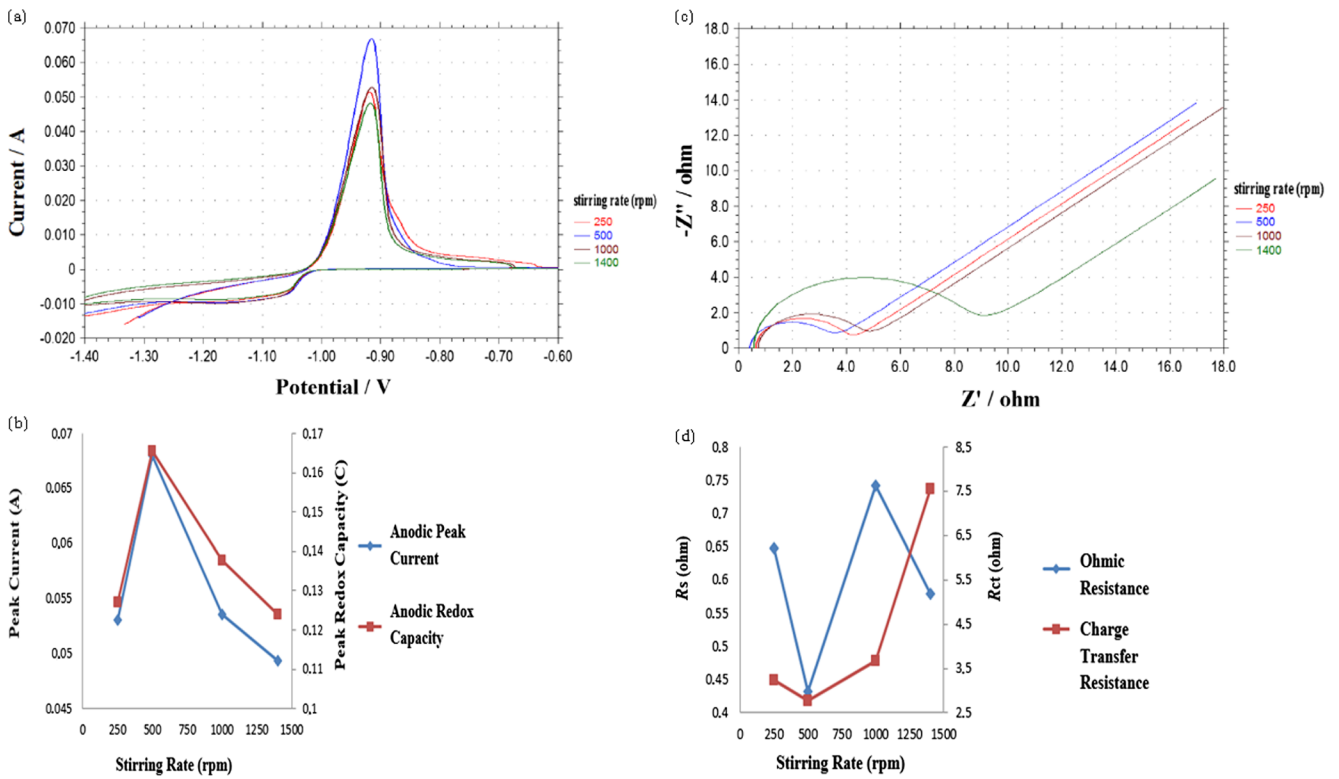 (a)
0.070
0.060
0.050
0.040
0.030
0.020
0.010
0
-0.010
-0.020
Current / A
-1.40 -1.30 -1.20 -1.10 -1.00 -0.90 -0.80 -0.70 -0.60
Potential / V
stirring rate (rpm)
250
500
1000
1400
(c)
18.0
18.0
14.0
12.0
10.0
8.0
6.0
4.0
2.0
0
-Z'' / ohm
0 2.0 4.0 6.0 8.0 10.0 12.0 14.0 16.0 18.0
Z' / ohm
stirring rate (rpm)
250
500
1000
1400
(b)
0,07
0,065
0,06
0,055
0,05
0,045
Peak Current (A)
0,17
0,16
0,15
0,14
0,13
0,12
0,11
0,1
Peak Redox Capacity (C)
0 250 500 750 1000 1250 1500
Stirring Rate (rpm)
Anodic Peak
Current
Anodic Redox
Capacity
(d)
0,8
0,75
0,7
0,65
0,6
0,55
0,5
0,45
0,4
Rs (ohm)
8,5
7,5
6,5
5,5
4,5
3,5
2,5
Rct (ohm)
0 250 500 750 1000 1250 1500
Stirring Rate (rpm)
Ohmic
Resistance
Charge
Transfer
Resistance